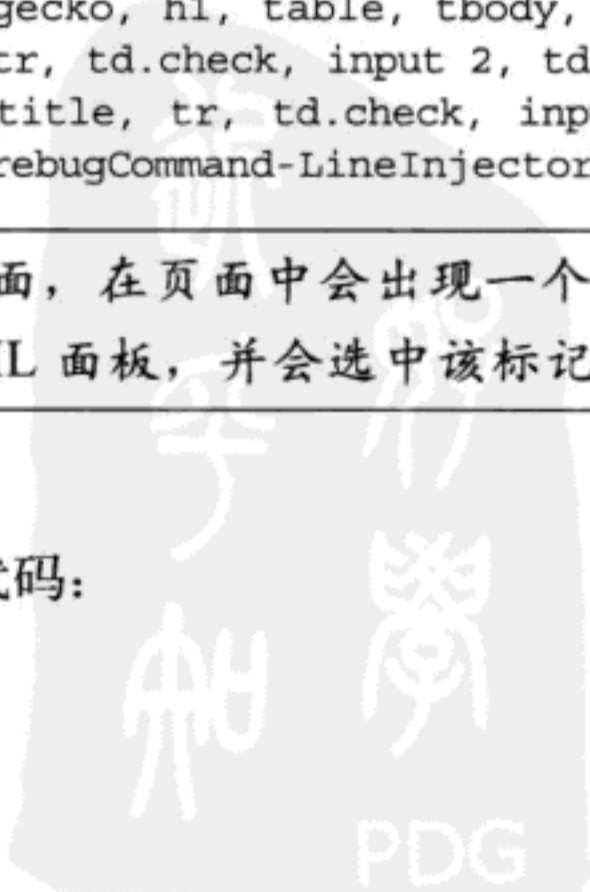 gecko, h1, table, tbody,
tr, td.check, input 2, td
title, tr, td.check, inp
rebugCommand-LineInjector
面，在页面中会出现一个
IL 面板，并会选中该标记
码：
PDG